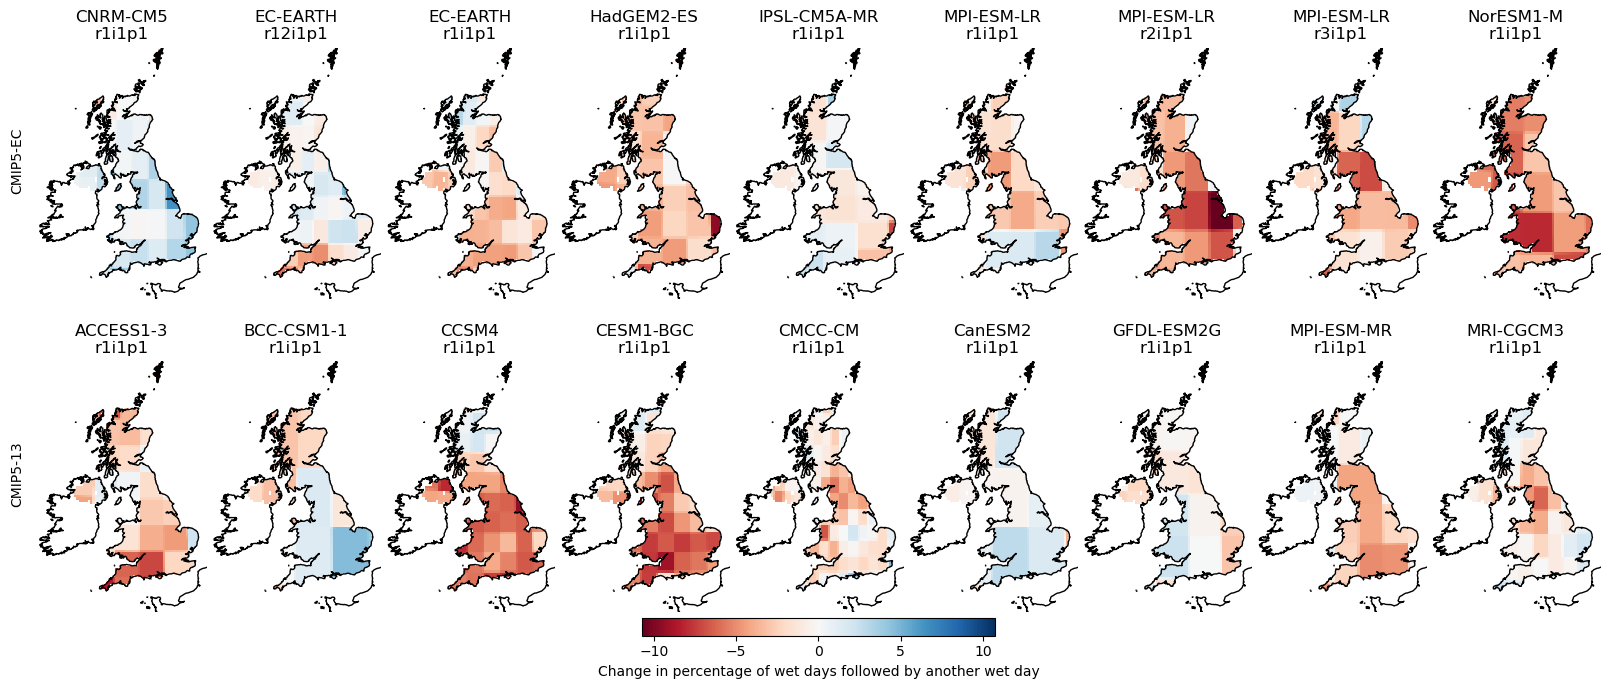 CNRM-CM5 EC-EARTH EC-EARTH HadGEM2-ES IPSL-CM5A-MR MPI-ESM-LR MPI-ESM-LR MPI-ESM-LR NorESM1-M
r1i1p1 r12i1p1 r1i1p1 r1i1p1 r1i1p1 r1i1p1 r2i1p1 r3i1p1 r1i1p1
CMIP5-EC
ACCESS1-3 BCC-CSM1-1 CCSM4 CESM1-BGC CMCC-CM CanESM2 GFDL-ESM2G MPI-ESM-MR MRI-CGCM3
r1i1p1 r1i1p1 r1i1p1 r1i1p1 r1i1p1 r1i1p1 r1i1p1 r1i1p1 r1i1p1
CMIP5-13
−10 −5 0 5 10
Change in percentage of wet days followed by another wet day